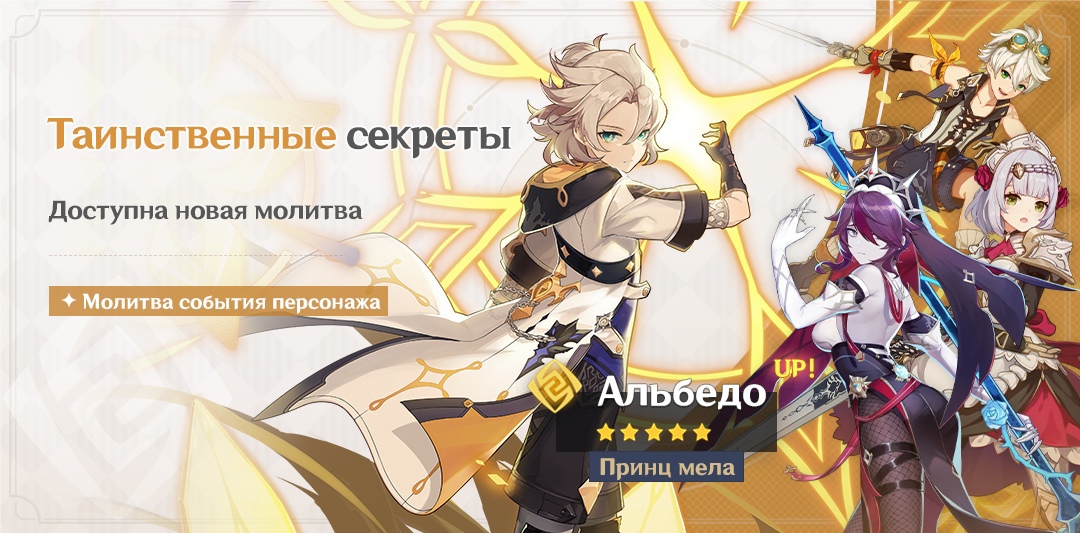 Таинственные секреты
Доступна новая молитва
✦ Молитва события персонажа
UP!
Альбедо
★★★★★
Принц мела